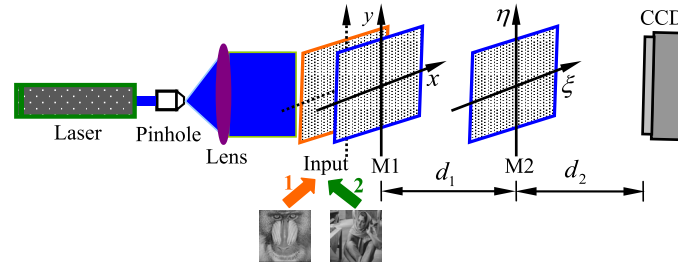 CCD
y
η
x
ξ
Laser
Pinhole
Lens
Input
M1
M2
1
2
d₁
d₂